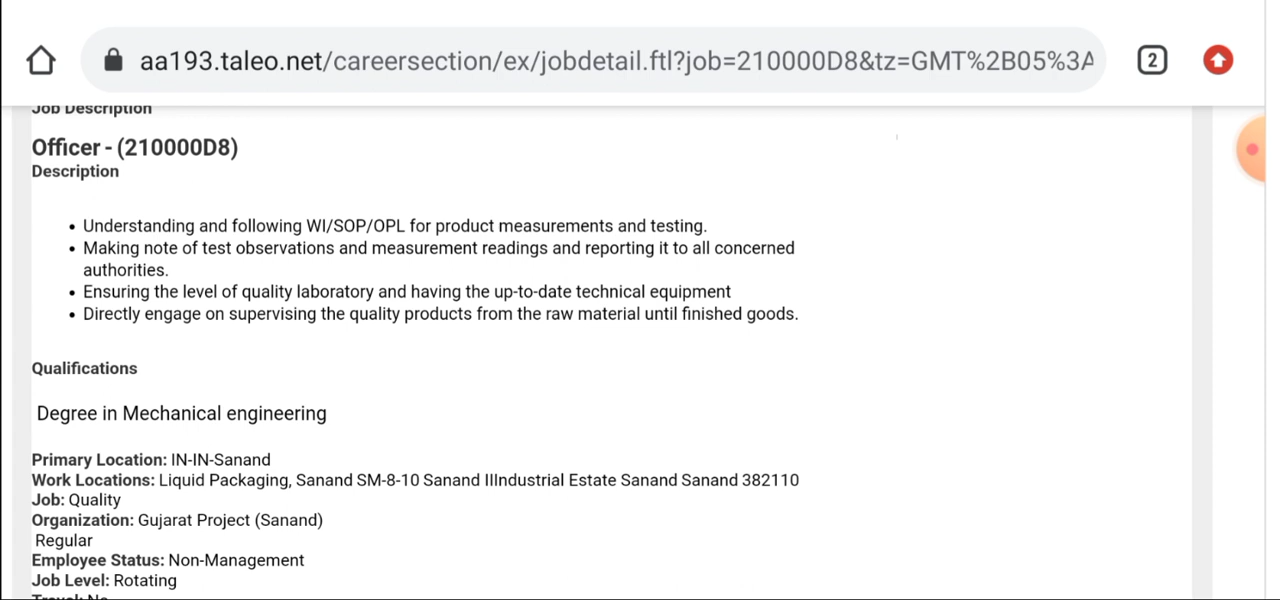 aa193.taleo.net/careersection/ex/jobdetail.ftl?job=210000D8&tz=GMT%2B05%3A
2
Job Description
Officer - (210000D8)
Description
• Understanding and following WI/SOP/OPL for product measurements and testing.
• Making note of test observations and measurement readings and reporting it to all concerned
authorities.
• Ensuring the level of quality laboratory and having the up-to-date technical equipment
• Directly engage on supervising the quality products from the raw material until finished goods.
Qualifications
Degree in Mechanical engineering
Primary Location: IN-IN-Sanand
Work Locations: Liquid Packaging, Sanand SM-8-10 Sanand IIIndustrial Estate Sanand Sanand 382110
Job: Quality
Organization: Gujarat Project (Sanand)
Regular
Employee Status: Non-Management
Job Level: Rotating
Travel: No